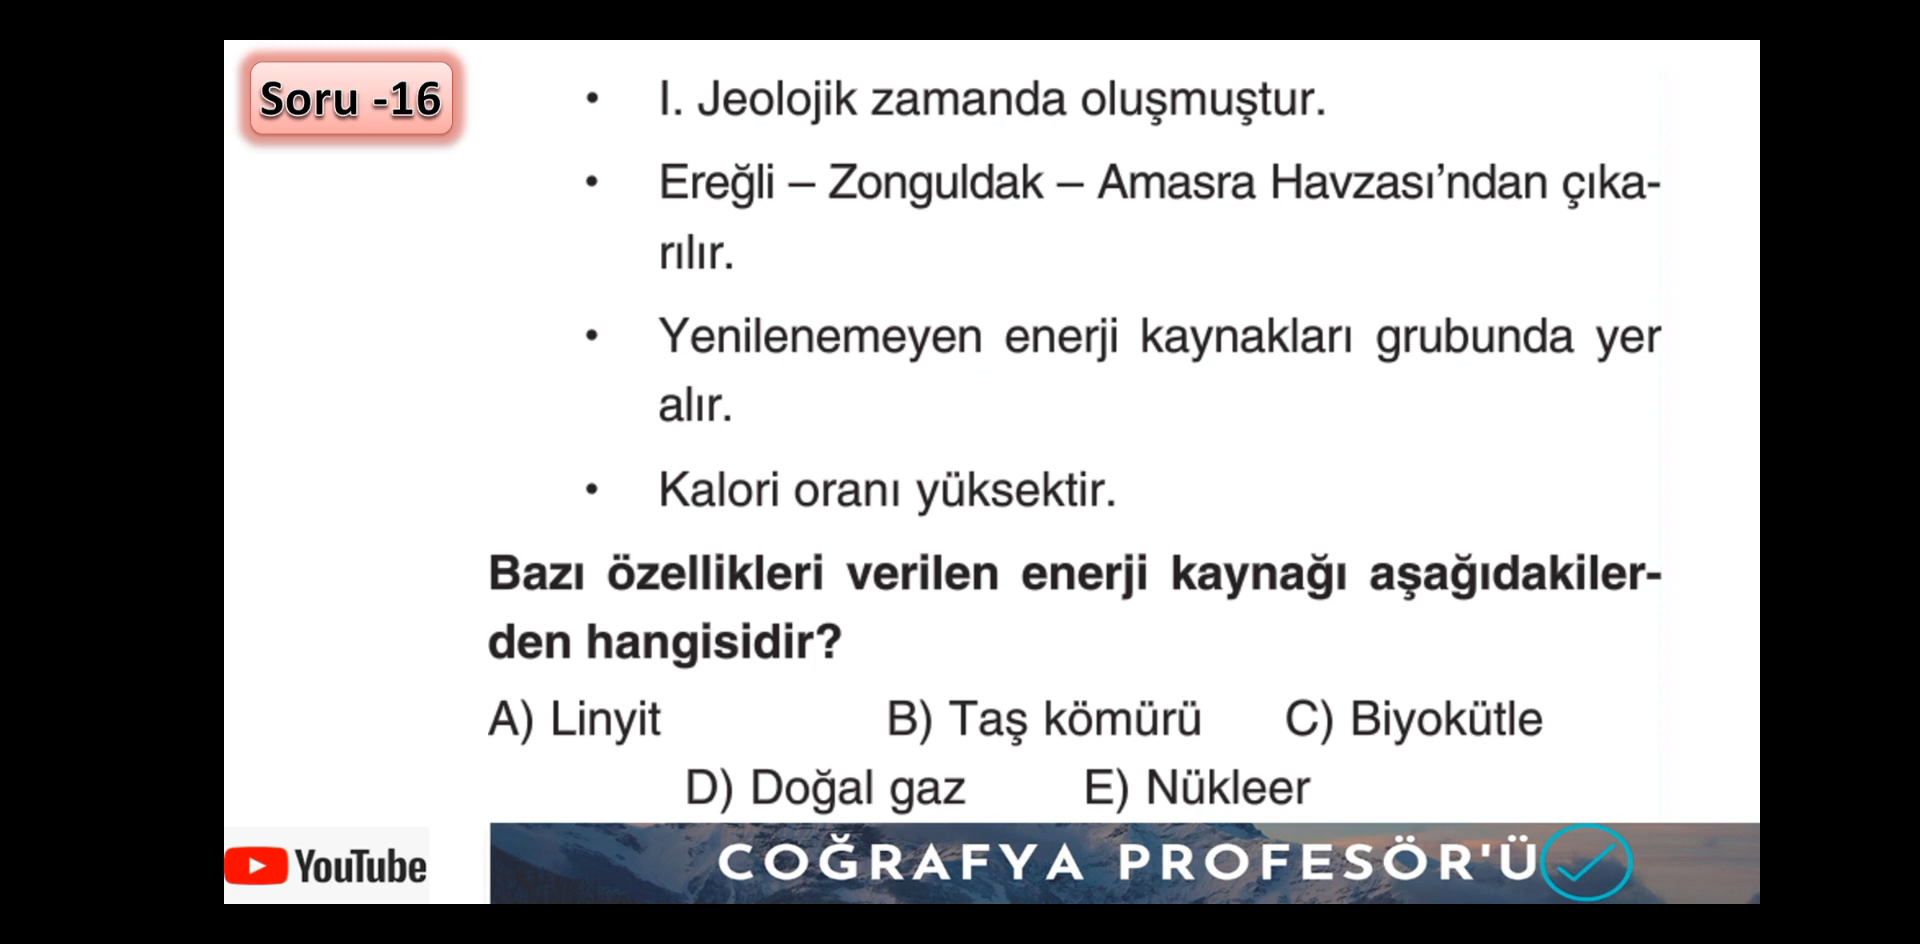 Soru -16
• I. Jeolojik zamanda oluşmuştur.
• Ereğli – Zonguldak – Amasra Havzası’ndan çıka-
rılır.
• Yenilenemeyen enerji kaynakları grubunda yer
alır.
• Kalori oranı yüksektir.
Bazı özellikleri verilen enerji kaynağı aşağıdakiler-
den hangisidir?
A) Linyit B) Taş kömürü C) Biyokütle
D) Doğal gaz E) Nükleer
YouTube COĞRAFYA PROFESÖR'Ü